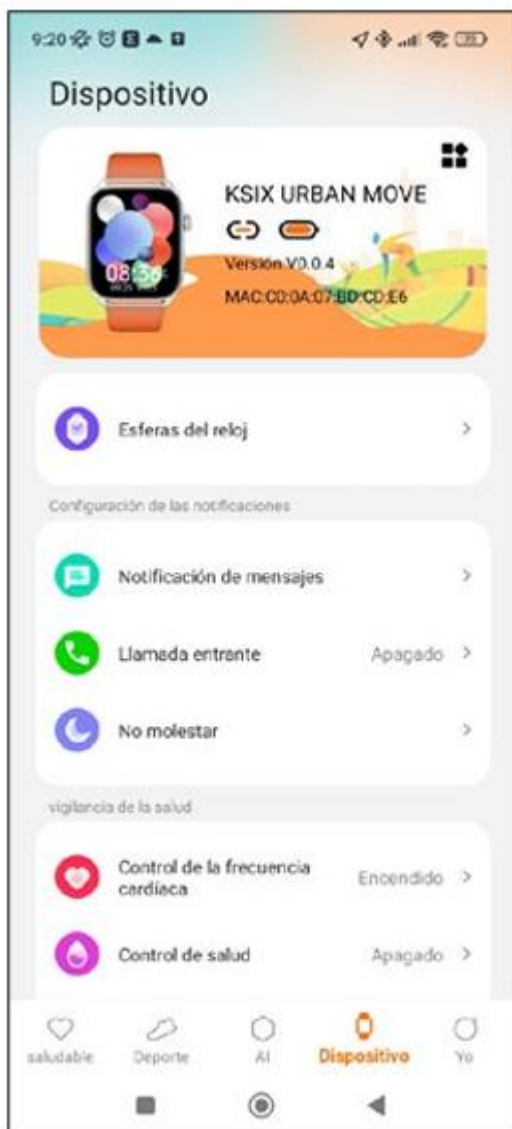 9:20
Dispositivo
KSIX URBAN MOVE
Versión V0.0.4
MAC:C0:0A:07:BD:CD:E6
08:36
Esferas del reloj
Configuración de las notificaciones
Notificación de mensajes
Llamada entrante Apagado
No molestar
vigilancia de la salud
Control de la frecuencia
cardíaca Encendido
Control de salud Apagado
saludable Deporte AI Dispositivo Yo